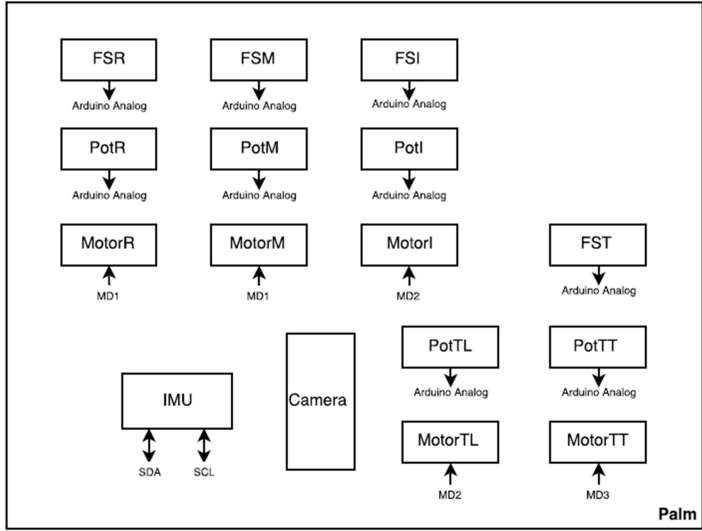 FSR
FSM
FSI
Arduino Analog
Arduino Analog
Arduino Analog
PotR
PotM
PotI
Arduino Analog
Arduino Analog
Arduino Analog
MotorR
MotorM
MotorI
FST
MD1
MD1
MD2
Arduino Analog
PotTL
PotTT
IMU
Camera
Arduino Analog
Arduino Analog
MotorTL
MotorTT
SDA
SCL
MD2
MD3
Palm